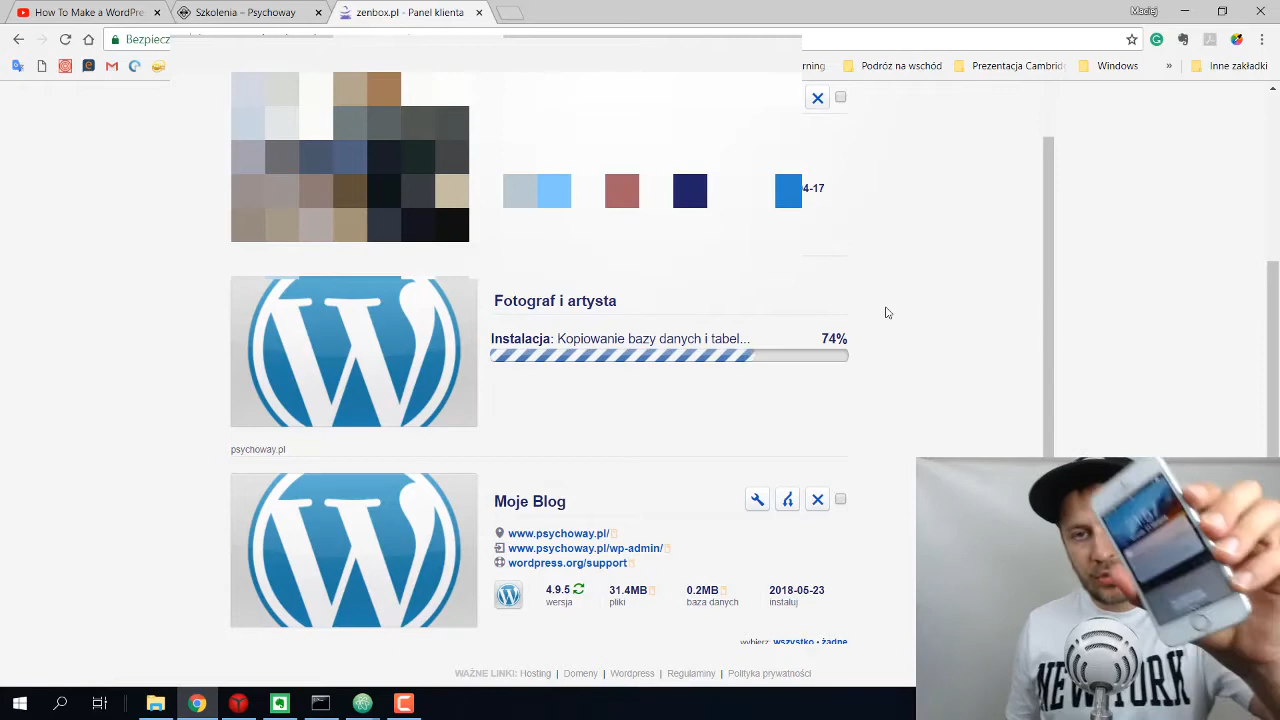 How To Make a WordPre
Szkolenia – Psychoway
zenbox.pl - Panel klienta
Maciej
Bezpiec
rning
Podróż na wschód
Prezentacja Cambrid
Windows
»
Inne zakładki
04-17
Fotograf i artysta
Instalacja: Kopiowanie bazy danych i tabel... 74%
psychoway.pl
Moje Blog
www.psychoway.pl/
www.psychoway.pl/wp-admin/
wordpress.org/support
4.9.5 31.4MB 0.2MB 2018-05-23
wersja pliki baza danych instaluj
wybierz wszystko • żadne
WAŻNE LINKI: Hosting | Domeny | Wordpress | Regulaminy | Polityka prywatności
NEW YORK